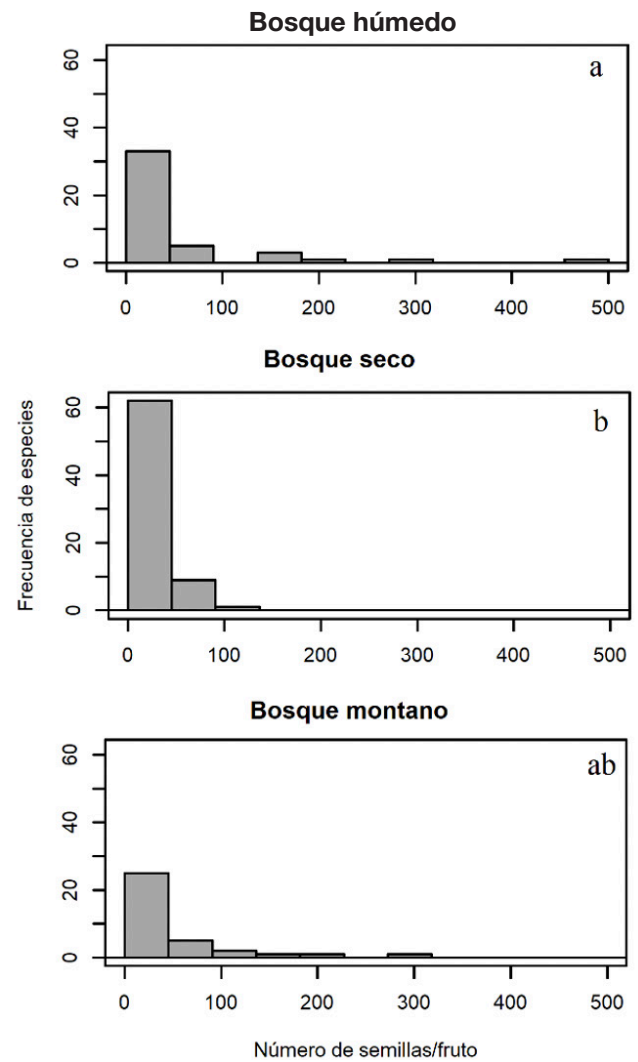 Bosque húmedo
a
60
40
20
0
0 100 200 300 400 500
Bosque seco
b
Frecuencia de especies
60
40
20
0
0 100 200 300 400 500
Bosque montano
ab
60
40
20
0
0 100 200 300 400 500
Número de semillas/fruto